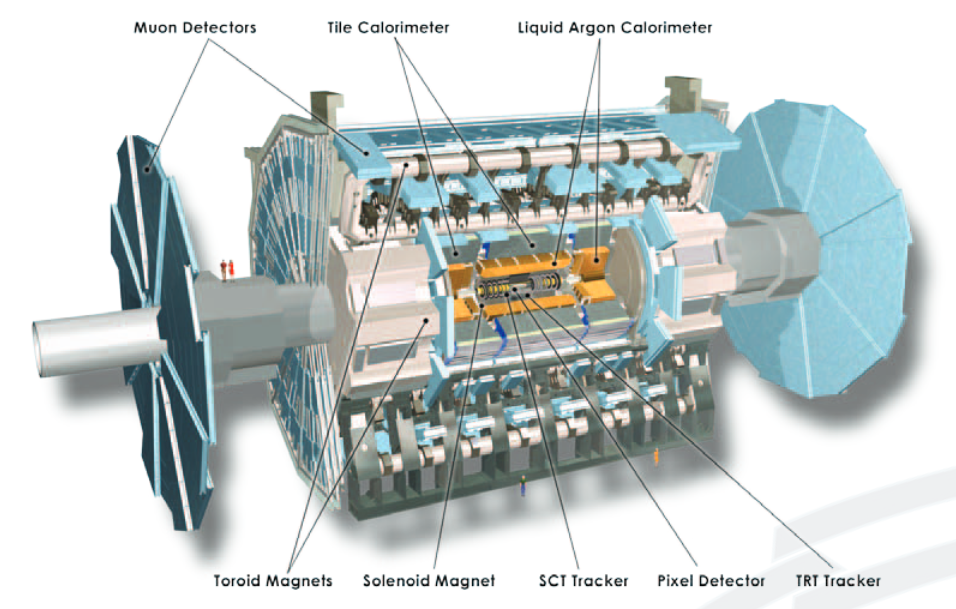 Muon Detectors
Tile Calorimeter
Liquid Argon Calorimeter
Toroid Magnets
Solenoid Magnet
SCT Tracker
Pixel Detector
TRT Tracker